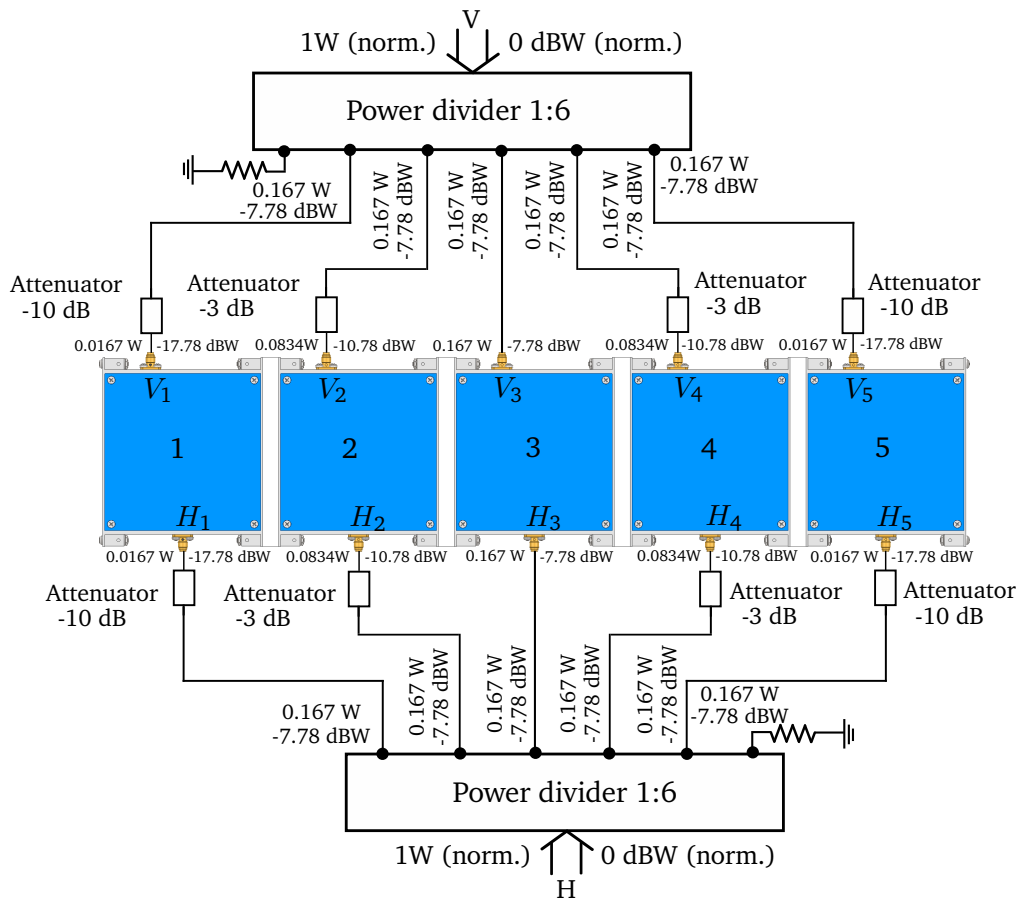 V
1W (norm.) 0 dBW (norm.)
Power divider 1:6
0.167 W
-7.78 dBW
0.167 W
-7.78 dBW
0.167 W
-7.78 dBW
0.167 W
-7.78 dBW
0.167 W
-7.78 dBW
0.167 W
-7.78 dBW
Attenuator
-10 dB
Attenuator
-3 dB
Attenuator
-3 dB
Attenuator
-10 dB
0.0167 W -17.78 dBW 0.0834W -10.78 dBW 0.167 W -7.78 dBW 0.0834W -10.78 dBW 0.0167 W -17.78 dBW
V1 V2 V3 V4 V5
1 2 3 4 5
H1 H2 H3 H4 H5
0.0167 W -17.78 dBW 0.0834W -10.78 dBW 0.167 W -7.78 dBW 0.0834W -10.78 dBW 0.0167 W -17.78 dBW
Attenuator
-10 dB
Attenuator
-3 dB
Attenuator
-3 dB
Attenuator
-10 dB
0.167 W
-7.78 dBW
0.167 W
-7.78 dBW
0.167 W
-7.78 dBW
0.167 W
-7.78 dBW
0.167 W
-7.78 dBW
0.167 W
-7.78 dBW
Power divider 1:6
1W (norm.) 0 dBW (norm.)
H